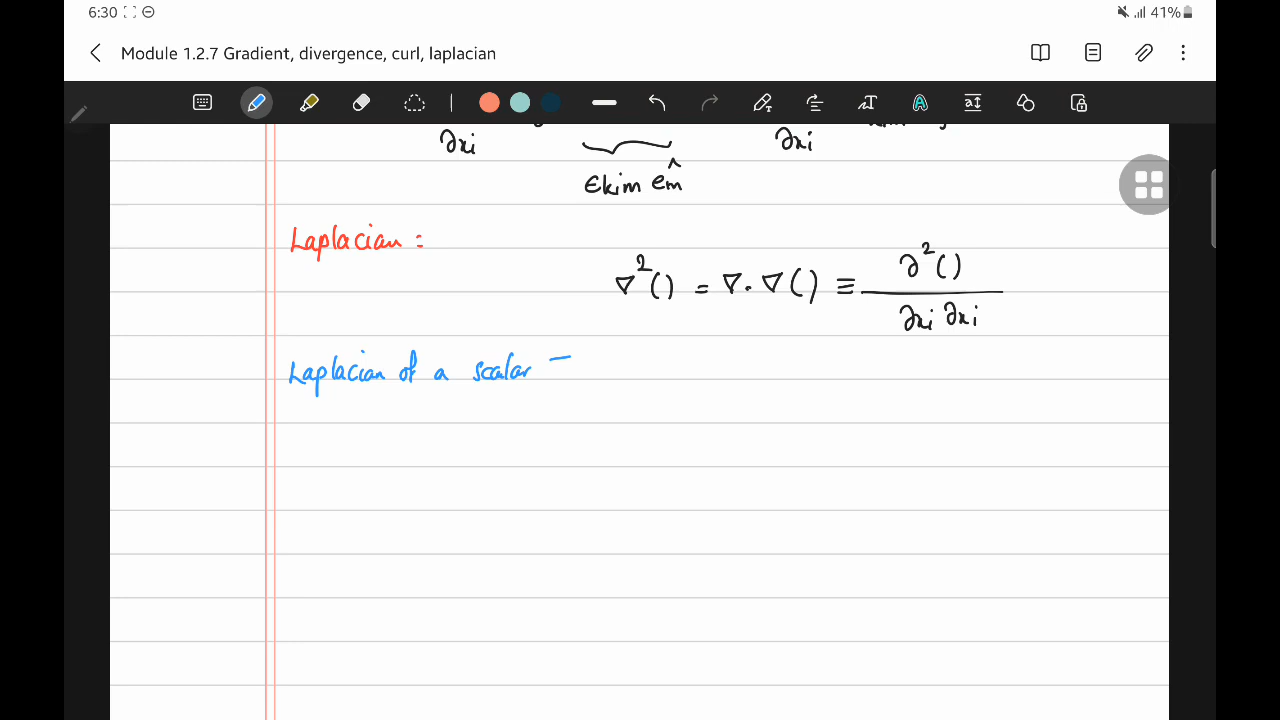 6:30 41%
Module 1.2.7 Gradient, divergence, curl, laplacian
∂xi ∂xi
Ekim êm
Laplacian :
∇²() = ∇.∇() ≡ ∂²() / ∂xi ∂xi
Laplacian of a scalar